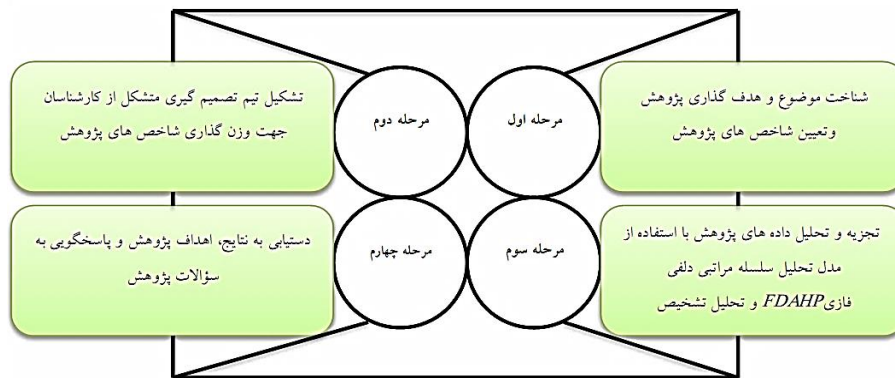 مرحله اول
شناخت موضوع و هدف گذاری پژوهش
وتعیین شاخص های پژوهش
مرحله دوم
تشکیل تیم تصمیم گیری متشکل از کارشناسان
جهت وزن گذاری شاخص های پژوهش
مرحله سوم
تجزیه و تحلیل داده های پژوهش با استفاده از
مدل تحلیل سلسله مراتبی دلفی
فازیFDAHP و تحلیل تشخیص
مرحله چهارم
دستیابی به نتایج، اهداف پژوهش و پاسخگویی به
سؤالات پژوهش